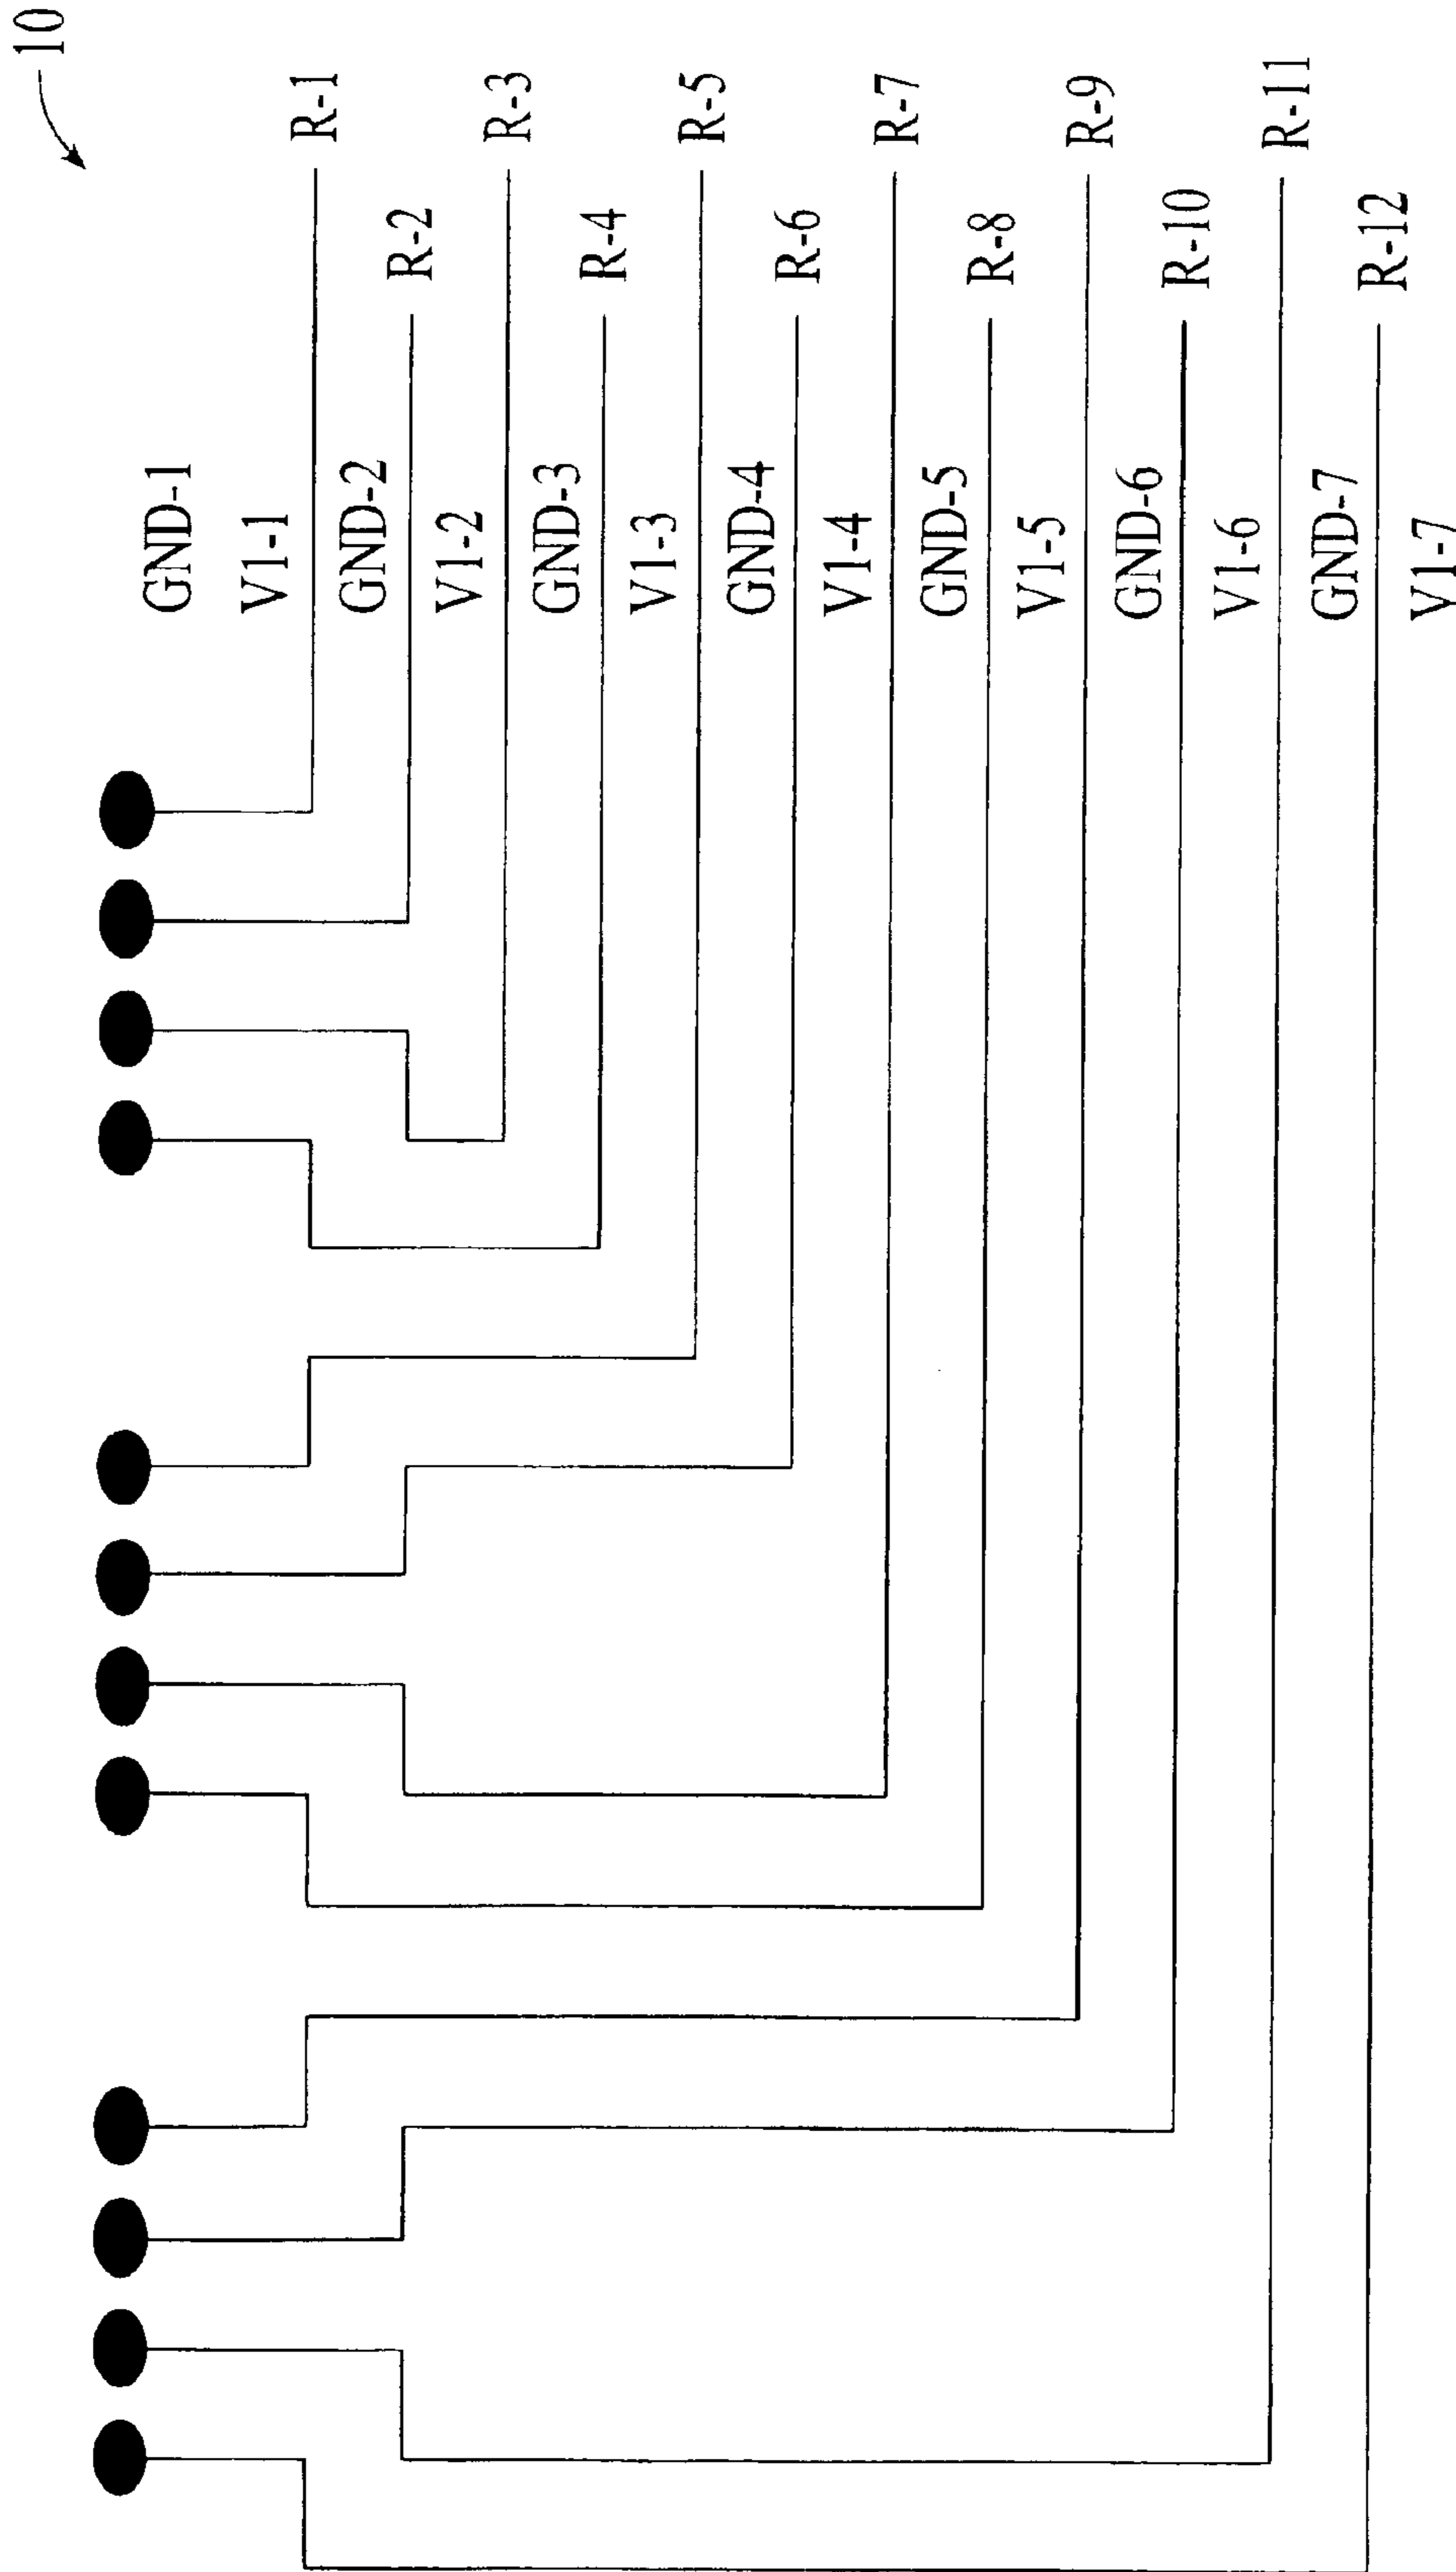 10
GND-1
V1-1
R-1
GND-2
R-2
V1-2
R-3
GND-3
R-4
V1-3
R-5
GND-4
R-6
V1-4
R-7
GND-5
R-8
V1-5
R-9
GND-6
R-10
V1-6
R-11
GND-7
R-12
V1-7